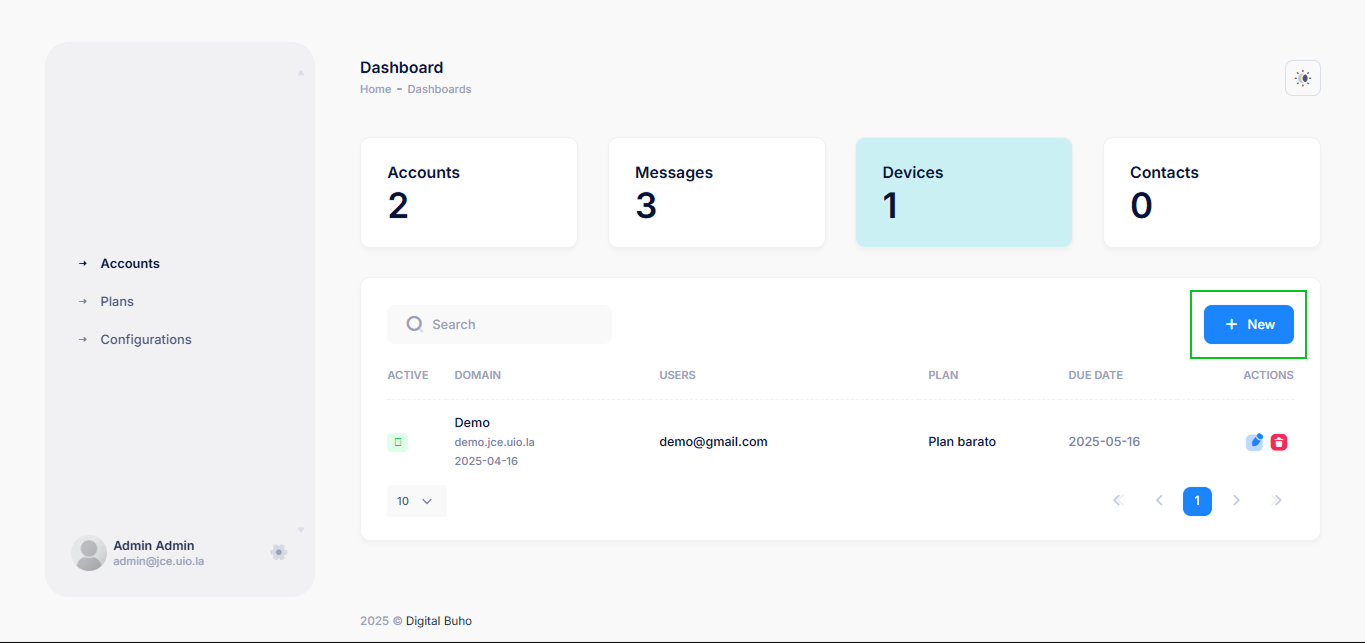 Dashboard
Home - Dashboards
Accounts
2
Messages
3
Devices
1
Contacts
0
Accounts
Plans
Configurations
Search
+ New
ACTIVE DOMAIN USERS PLAN DUE DATE ACTIONS
Demo
demo.jce.uio.la
2025-04-16
demo@gmail.com
Plan barato
2025-05-16
10
1
Admin Admin
admin@jce.uio.la
2025 © Digital Buho